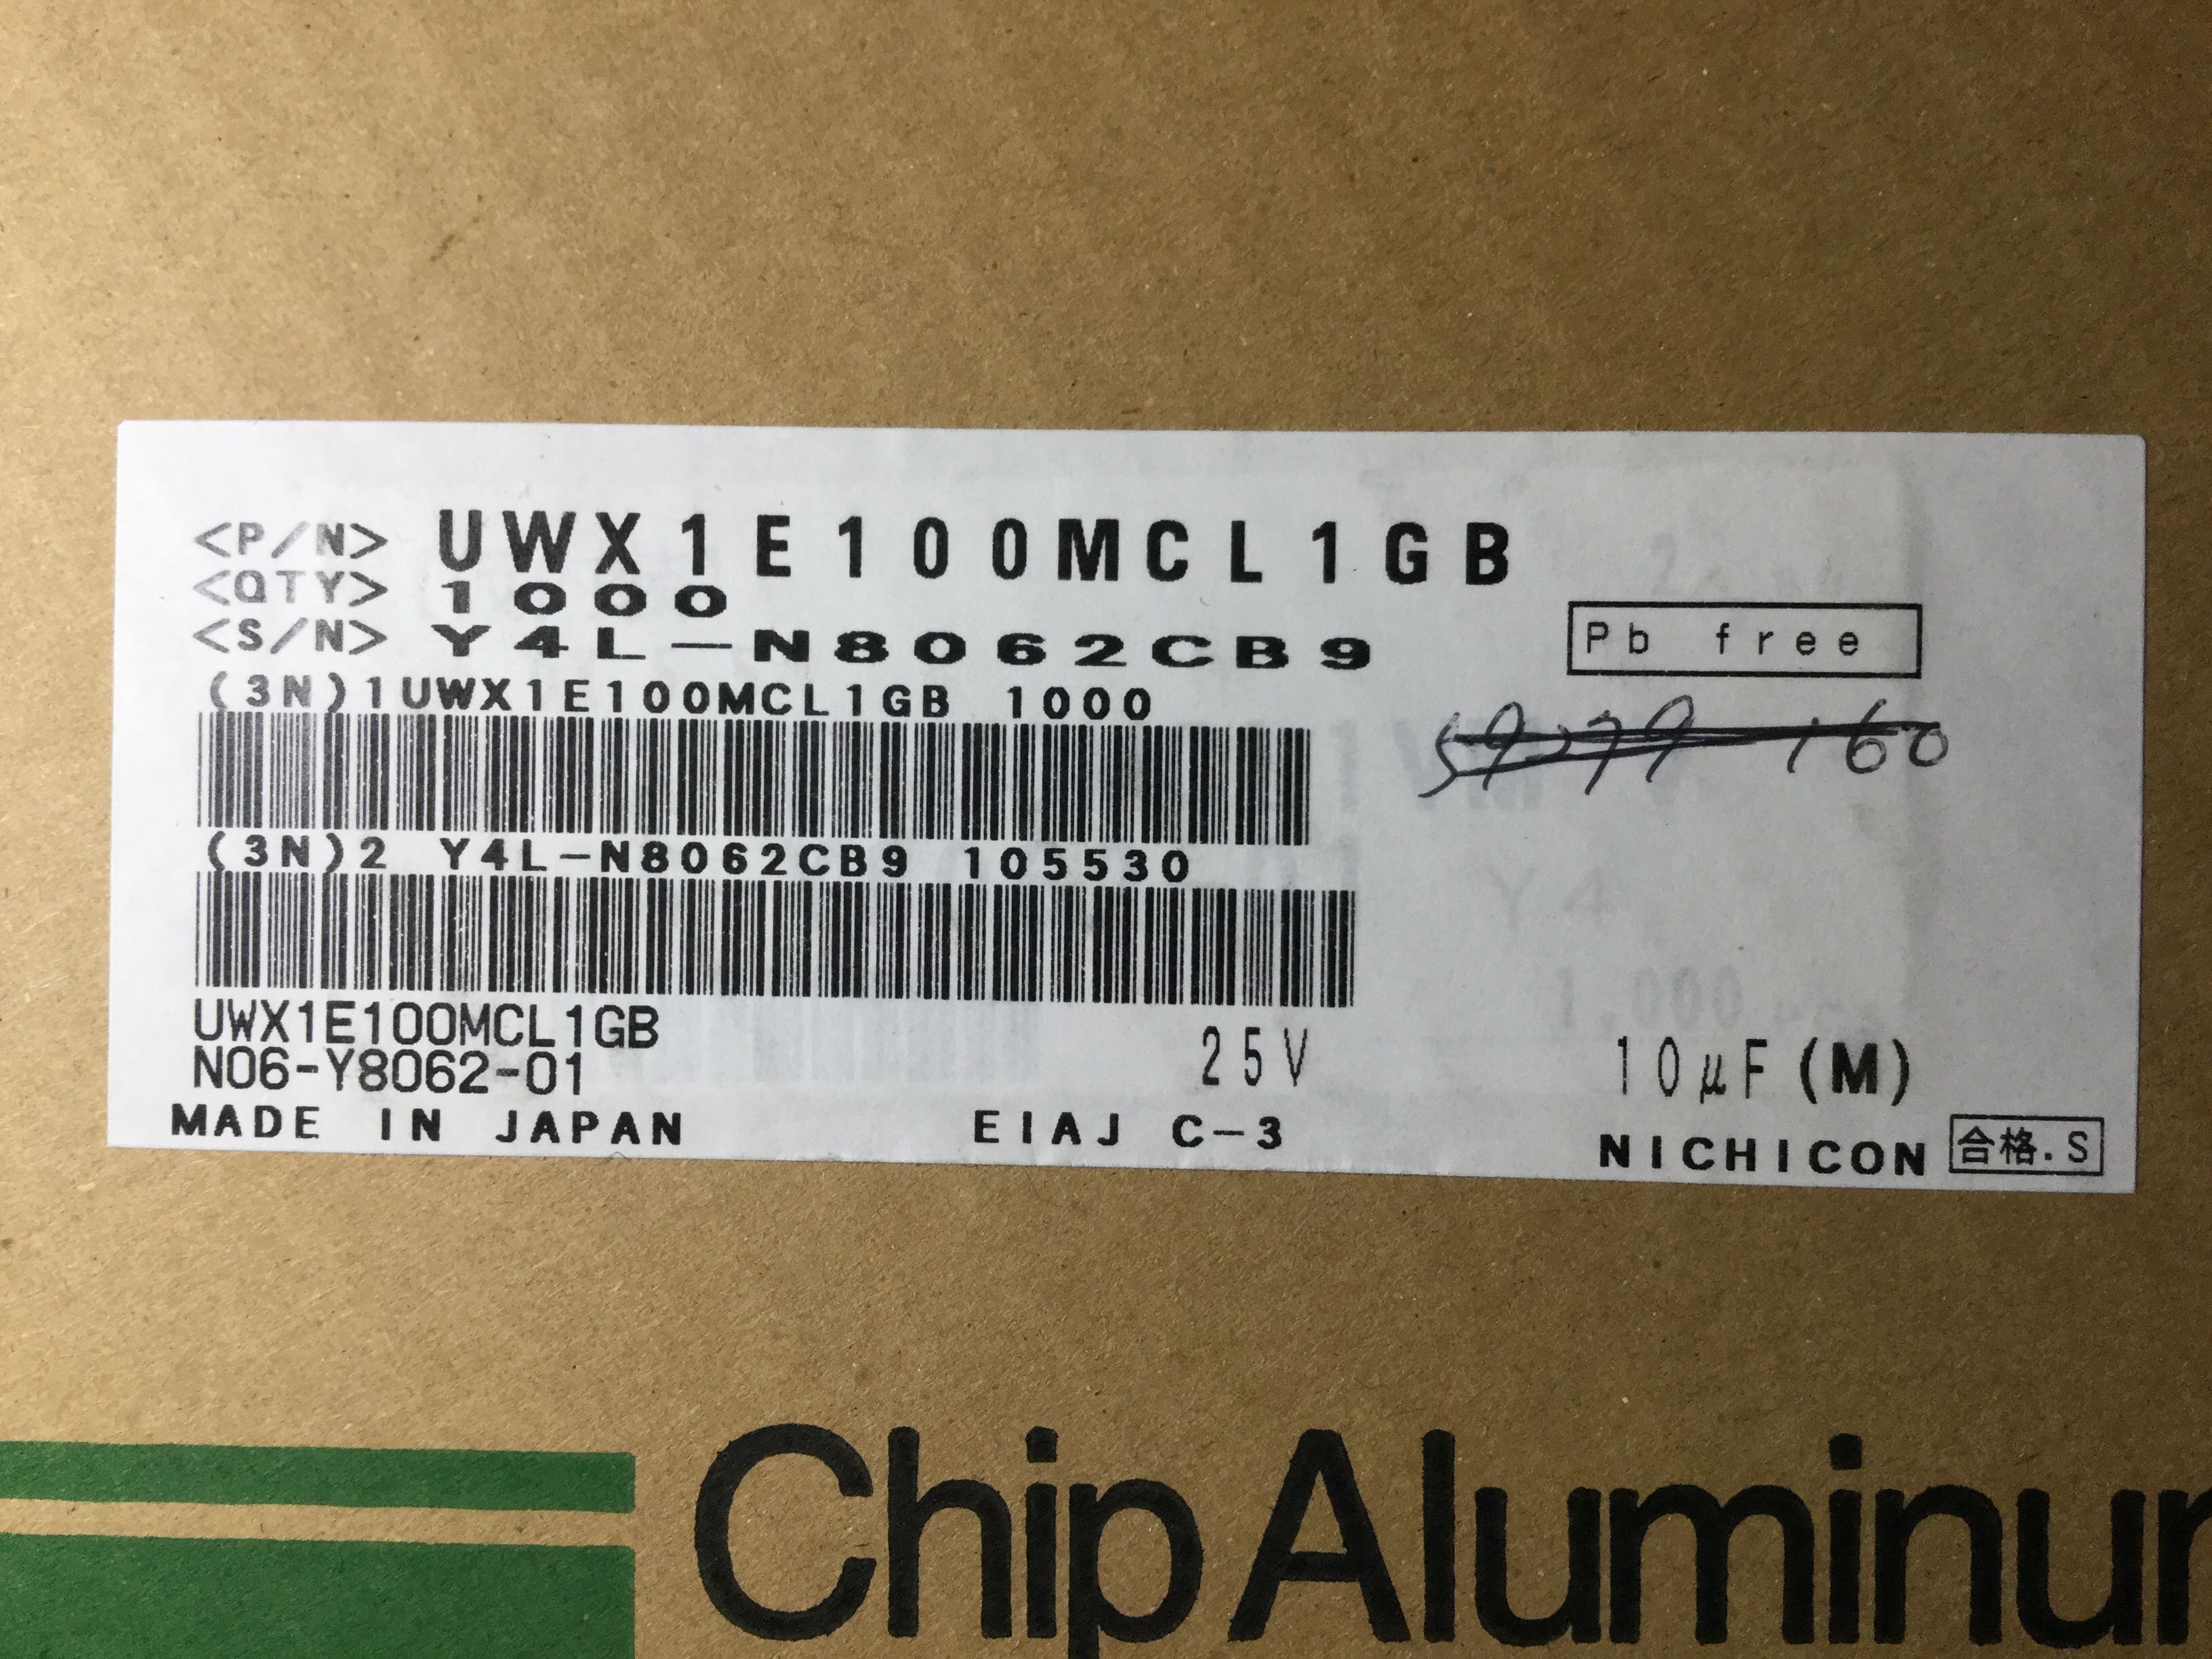 <P/N> UWX1E100MCL1GB
<QTY> 1000
<S/N> Y4L-N8062CB9
Pb free
(3N)1UWX1E100MCL1GB 1000
(3N)2 Y4L-N8062CB9 105530
UWX1E100MCL1GB
N06-Y8062-01
25V
10μF(M)
MADE IN JAPAN
EIAJ C-3
NICHICON
合格.S
Chip Aluminu